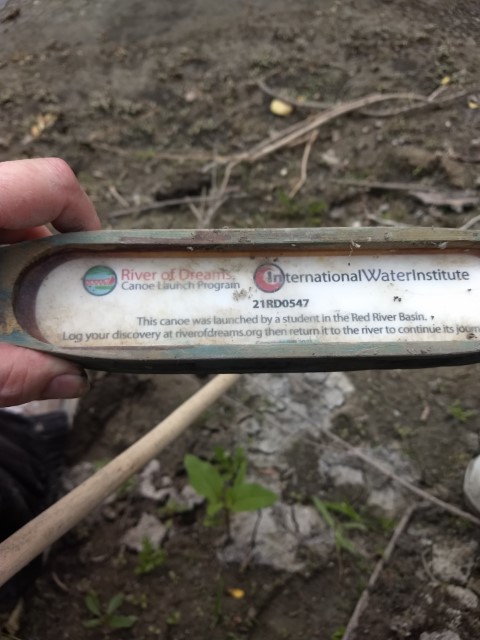 River of Dreams,
Canoe Launch Program
InternationalWaterInstitute
21RD0547
This canoe was launched by a student in the Red River Basin.
Log your discovery at riverofdreams.org then return it to the river to continue its